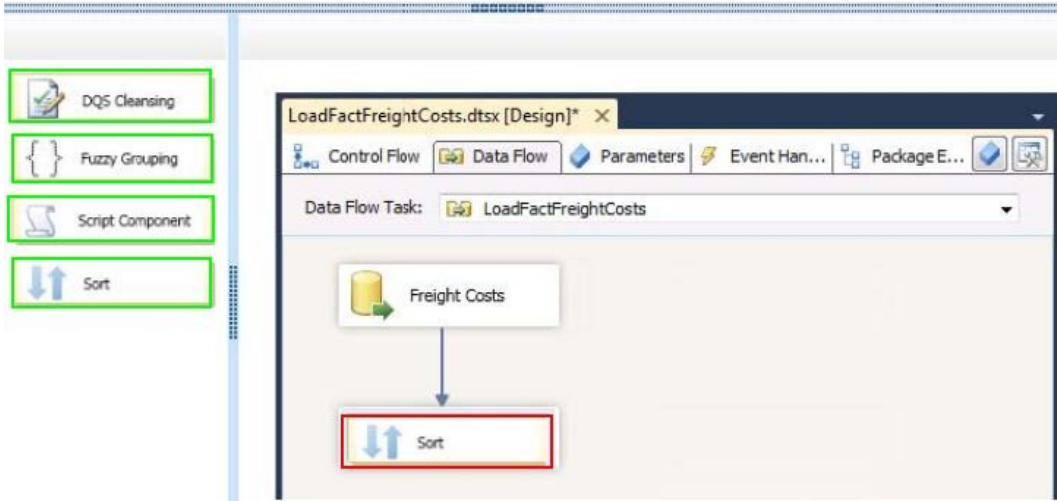 DQS Cleansing
Fuzzy Grouping
Script Component
Sort
LoadFactFreightCosts.dtsx [Design]*
Control Flow Data Flow Parameters Event Han... Package E...
Data Flow Task: LoadFactFreightCosts
Freight Costs
Sort